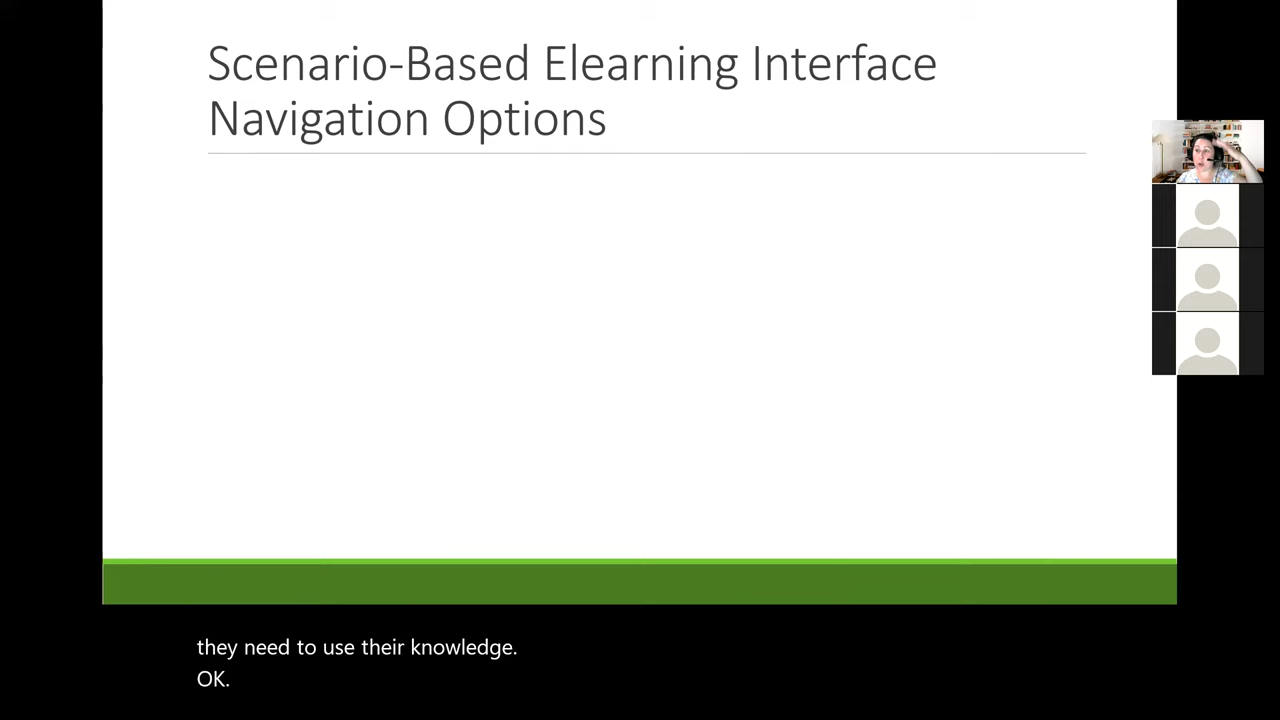 Scenario-Based Elearning Interface
Navigation Options
they need to use their knowledge.
OK.